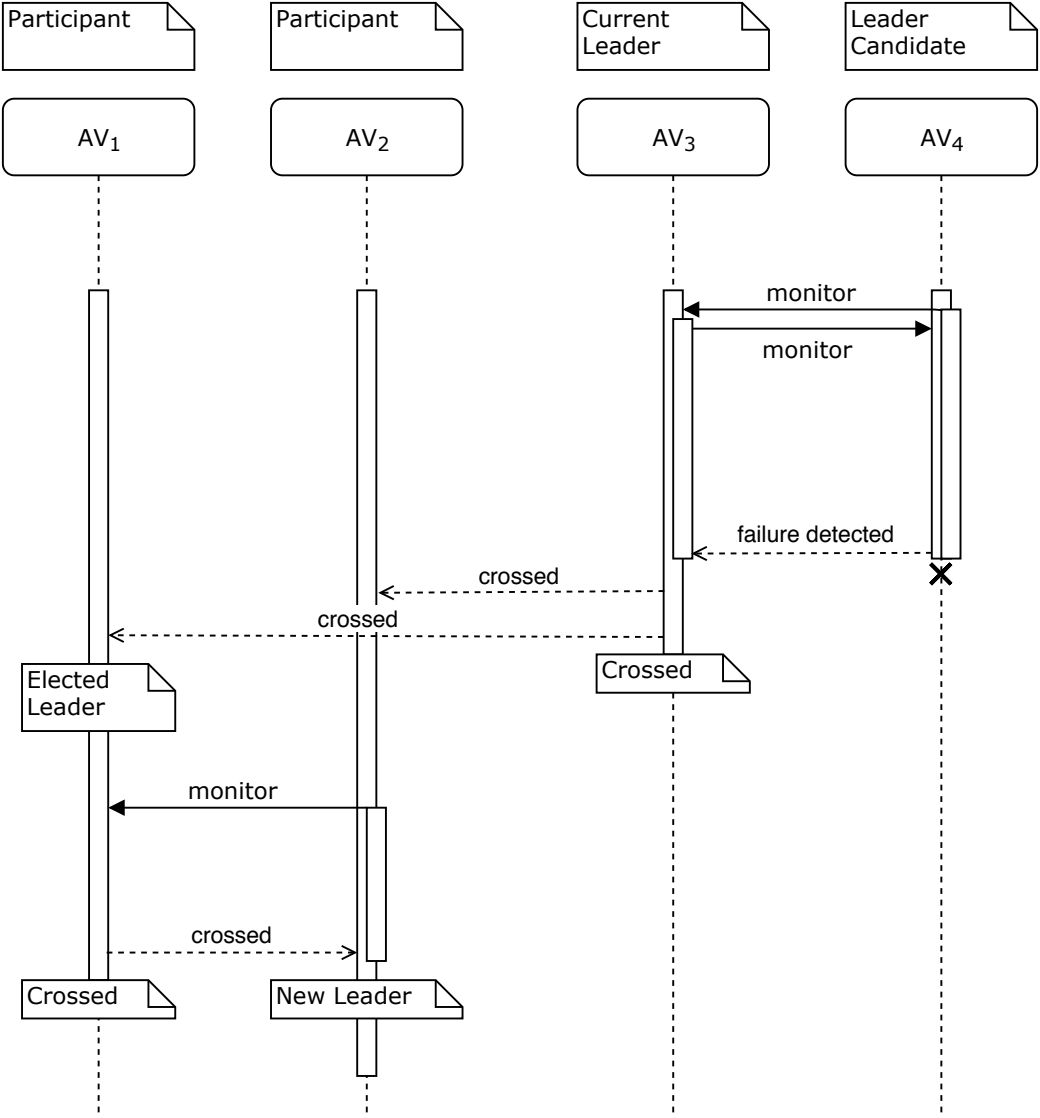 Participant
Participant
Current
Leader
Leader
Candidate
AV1
AV2
AV3
AV4
monitor
monitor
failure detected
crossed
crossed
Crossed
Elected
Leader
monitor
crossed
Crossed
New Leader